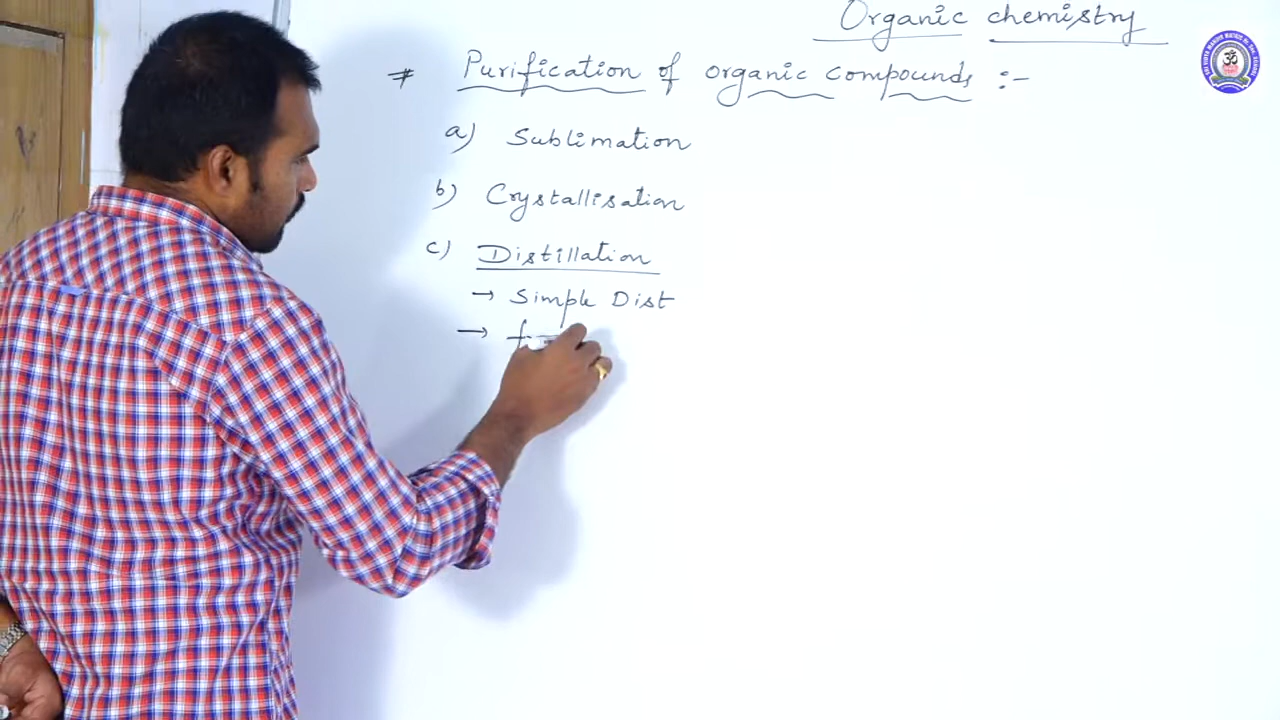 Organic chemistry
# Purification of organic compounds :-
a) Sublimation
b) Crystallisation
c) Distillation
→ Simple Dist
→